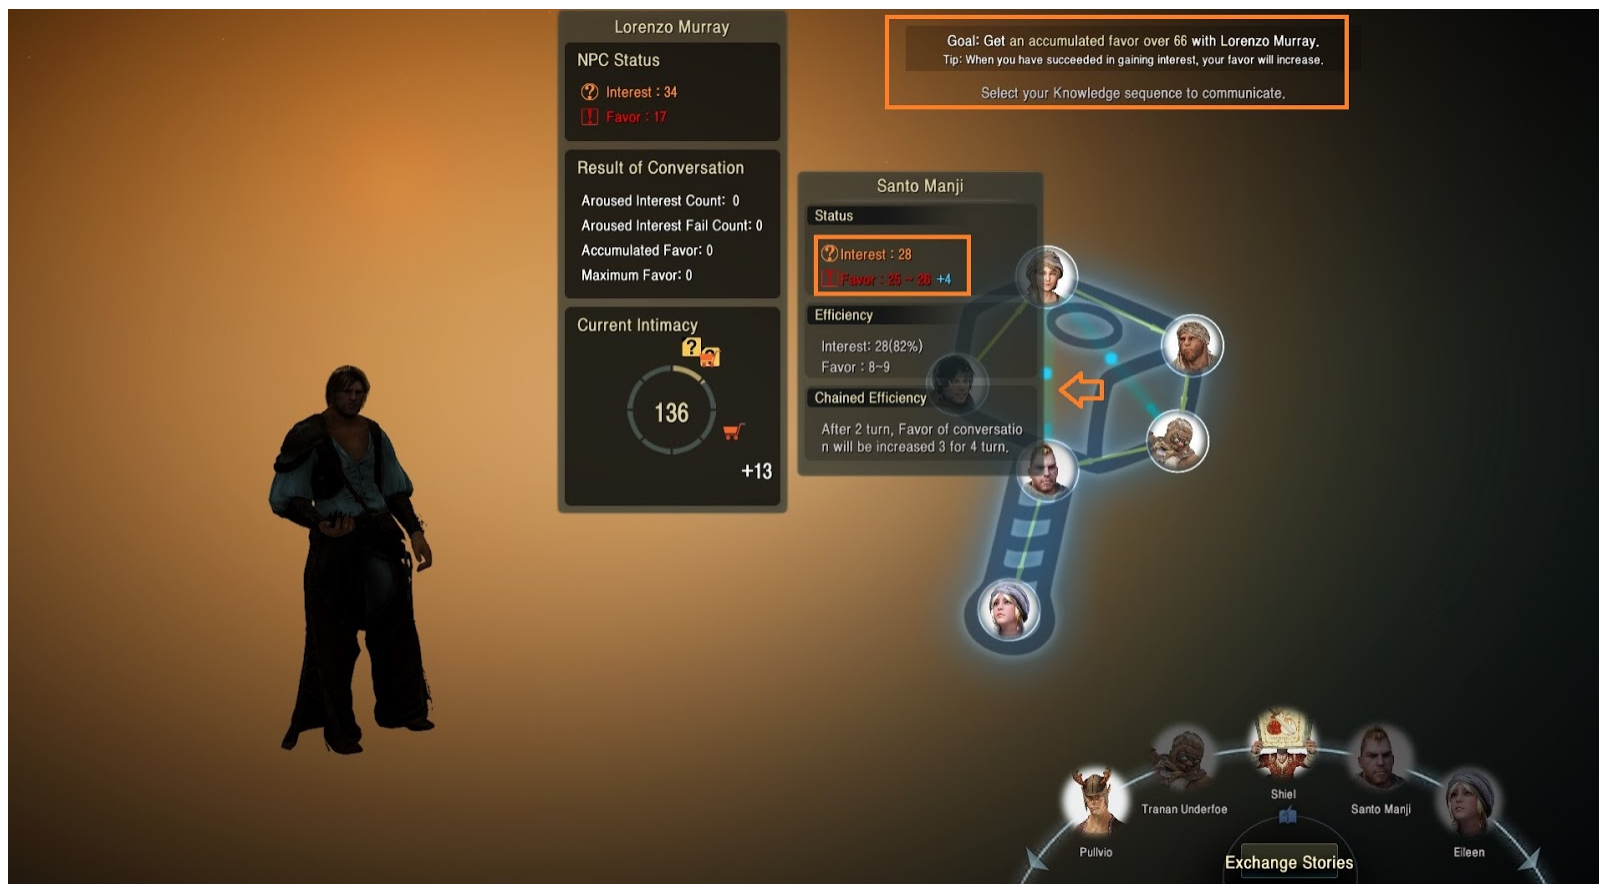 Lorenzo Murray
NPC Status
Interest : 34
Favor : 17
Result of Conversation
Aroused Interest Count: 0
Aroused Interest Fail Count: 0
Accumulated Favor: 0
Maximum Favor: 0
Current Intimacy
136
+13
Goal: Get an accumulated favor over 66 with Lorenzo Murray.
Tip: When you have succeeded in gaining interest, your favor will increase.
Select your Knowledge sequence to communicate.
Santo Manji
Status
Interest : 28
Favor : 25 ~ 26 +4
Efficiency
Interest: 28(82%)
Favor : 8~9
Chained Efficiency
After 2 turn, Favor of conversatio
n will be increased 3 for 4 turn.
Pullvio
Tranan Underfoe
Shiel
Santo Manji
Eileen
Exchange Stories